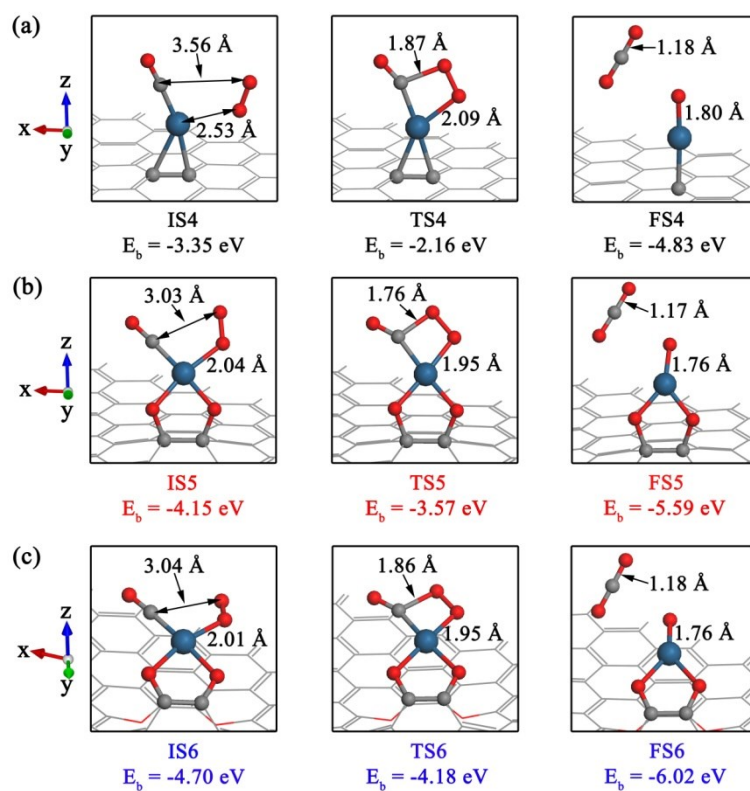 (a)
z
x
y
3.56 Å
2.53 Å
1.87 Å
2.09 Å
1.18 Å
1.80 Å
IS4
E_b = -3.35 eV
TS4
E_b = -2.16 eV
FS4
E_b = -4.83 eV
(b)
z
x
y
3.03 Å
2.04 Å
1.76 Å
1.95 Å
1.17 Å
1.76 Å
IS5
E_b = -4.15 eV
TS5
E_b = -3.57 eV
FS5
E_b = -5.59 eV
(c)
z
x
y
3.04 Å
2.01 Å
1.86 Å
1.95 Å
1.18 Å
1.76 Å
IS6
E_b = -4.70 eV
TS6
E_b = -4.18 eV
FS6
E_b = -6.02 eV